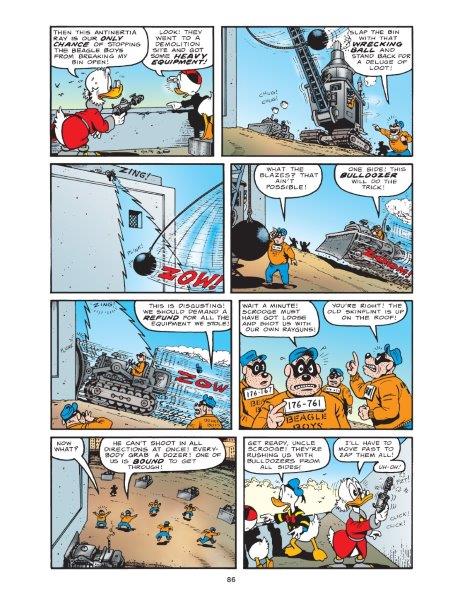 THEN THIS ANTINERTIA
RAY IS OUR ONLY
CHANCE OF STOPPING
THE BEAGLE BOYS
FROM BREAKING MY
BIN OPEN!
LOOK! THEY
WENT TO A
DEMOLITION
SITE AND GOT
SOME HEAVY
EQUIPMENT!
SLAP THE BIN
WITH THAT
WRECKING
BALL AND
STAND BACK FOR
A DELUGE OF
LOOT!
CHUG!
CHUG!
ZING!
PLINK!
ZOW!
WHAT THE
BLAZES? THAT
AIN'T
POSSIBLE!
ONE SIDE! THIS
BULLDOZER
WILL DO THE
TRICK!
ZING!
THIS IS DISGUSTING!
WE SHOULD DEMAND A
REFUND FOR ALL THE
EQUIPMENT WE STOLE!
PLINK!
ZOW
WAIT A MINUTE!
SCROOGE MUST
HAVE GOT LOOSE
AND SHOT US WITH
OUR OWN RAYGUNS!
YOU'RE RIGHT! THE
OLD SKINFLINT IS UP
ON THE ROOF!
176-761
BEAGLE
BOYS
NOW
WHAT?
HE CAN'T SHOOT IN ALL
DIRECTIONS AT ONCE! EVERY-
BODY GRAB A DOZER! ONE OF
US IS BOUND TO GET
THROUGH!
GET READY, UNCLE
SCROOGE! THEY'RE
RUSHING US WITH
BULLDOZERS FROM
ALL SIDES!
I'LL HAVE TO
MOVE FAST TO
ZAP THEM ALL!
UH-OH!
PZT!
CLICK!
CLICK!
86